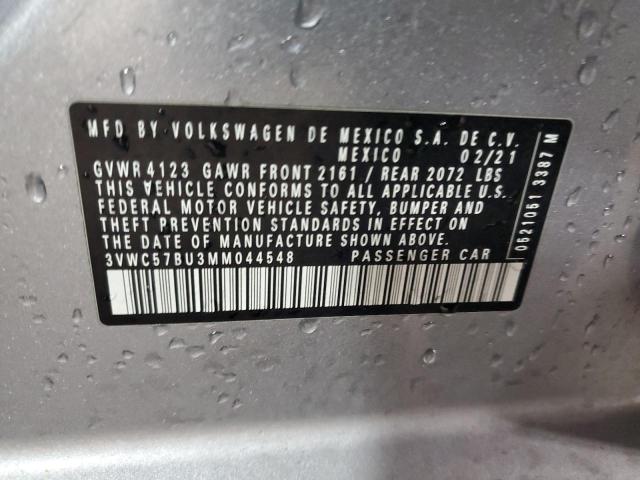 MFD BY VOLKSWAGEN DE MEXICO S.A. DE C.V.
MEXICO 02/21
GVWR 4123 GAWR FRONT 2161 / REAR 2072 LBS
THIS VEHICLE CONFORMS TO ALL APPLICABLE U.S.
FEDERAL MOTOR VEHICLE SAFETY, BUMPER AND
THEFT PREVENTION STANDARDS IN EFFECT ON
THE DATE OF MANUFACTURE SHOWN ABOVE.
3VWC57BU3MM044548 PASSENGER CAR
0521051 3387 M